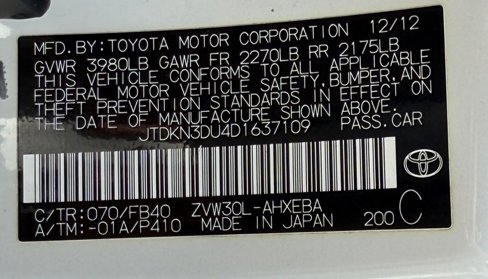 MFD.BY:TOYOTA MOTOR CORPORATION 12/12
GVWR 3980LB GAWR FR 2270LB RR 2175LB
THIS VEHICLE CONFORMS TO ALL APPLICABLE
FEDERAL MOTOR VEHICLE SAFETY,BUMPER,AND
THEFT PREVENTION STANDARDS IN EFFECT ON
THE DATE OF MANUFACTURE SHOWN ABOVE.
JTDKN3DU4D1637109 PASS.CAR
C/TR:070/FB40 ZVW30L-AHXEBA
A/TM:-01A/P410 MADE IN JAPAN 200 C
TOYOTA